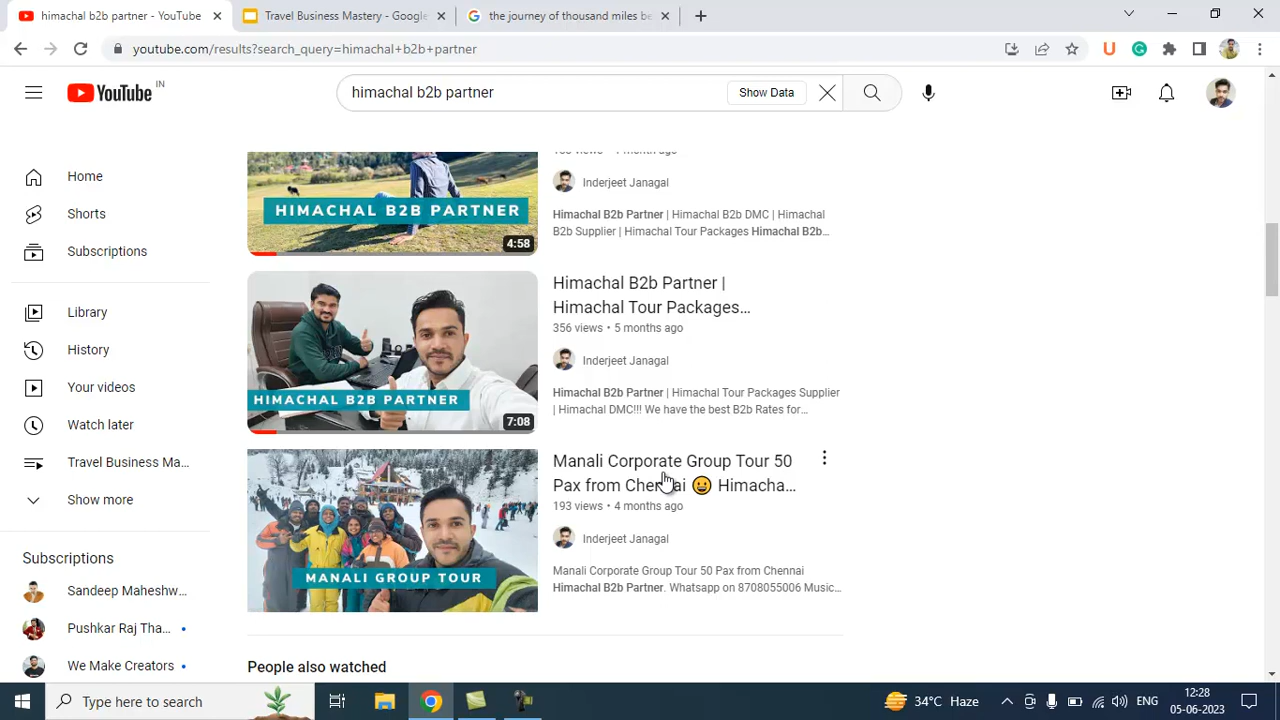 himachal b2b partner - YouTube
Travel Business Mastery - Google
the journey of thousand miles be
youtube.com/results?search_query=himachal+b2b+partner
YouTube IN
himachal b2b partner
Show Data
Home
Shorts
Subscriptions
Library
History
Your videos
Watch later
Travel Business Ma...
Show more
Subscriptions
Sandeep Maheshw...
Pushkar Raj Tha...
We Make Creators
HIMACHAL B2B PARTNER
4:58
Inderjeet Janagal
Himachal B2b Partner | Himachal B2b DMC | Himachal
B2b Supplier | Himachal Tour Packages Himachal B2b...
HIMACHAL B2B PARTNER
7:08
Himachal B2b Partner |
Himachal Tour Packages...
356 views • 5 months ago
Inderjeet Janagal
Himachal B2b Partner | Himachal Tour Packages Supplier
| Himachal DMC!!! We have the best B2b Rates for...
MANALI GROUP TOUR
Manali Corporate Group Tour 50
Pax from Chennai 😀 Himacha...
193 views • 4 months ago
Inderjeet Janagal
Manali Corporate Group Tour 50 Pax from Chennai
Himachal B2b Partner. Whatsapp on 8708055006 Music...
People also watched
Type here to search
34°C Haze
ENG
12:28
05-06-2023